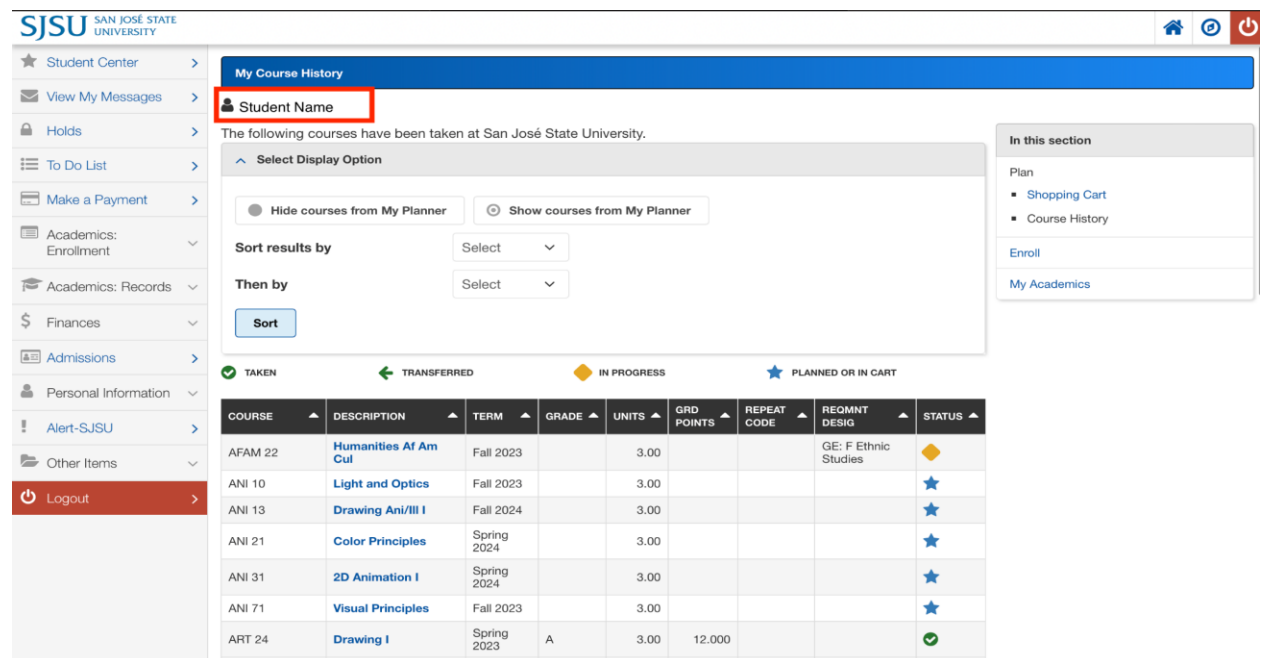 SJSU SAN JOSÉ STATE
UNIVERSITY
Student Center
View My Messages
Holds
To Do List
Make a Payment
Academics:
Enrollment
Academics: Records
Finances
Admissions
Personal Information
Alert-SJSU
Other Items
Logout
My Course History
Student Name
The following courses have been taken at San José State University.
Select Display Option
Hide courses from My Planner Show courses from My Planner
Sort results by Select
Then by Select
Sort
In this section
Plan
Shopping Cart
Course History
Enroll
My Academics
TAKEN TRANSFERRED IN PROGRESS PLANNED OR IN CART
COURSE DESCRIPTION TERM GRADE UNITS GRD POINTS REPEAT CODE REQMNT DESIG STATUS
AFAM 22 Humanities Af Am Cul Fall 2023 3.00 GE: F Ethnic Studies
ANI 10 Light and Optics Fall 2023 3.00
ANI 13 Drawing Ani/Ill I Fall 2024 3.00
ANI 21 Color Principles Spring 2024 3.00
ANI 31 2D Animation I Spring 2024 3.00
ANI 71 Visual Principles Fall 2023 3.00
ART 24 Drawing I Spring 2023 A 3.00 12.000